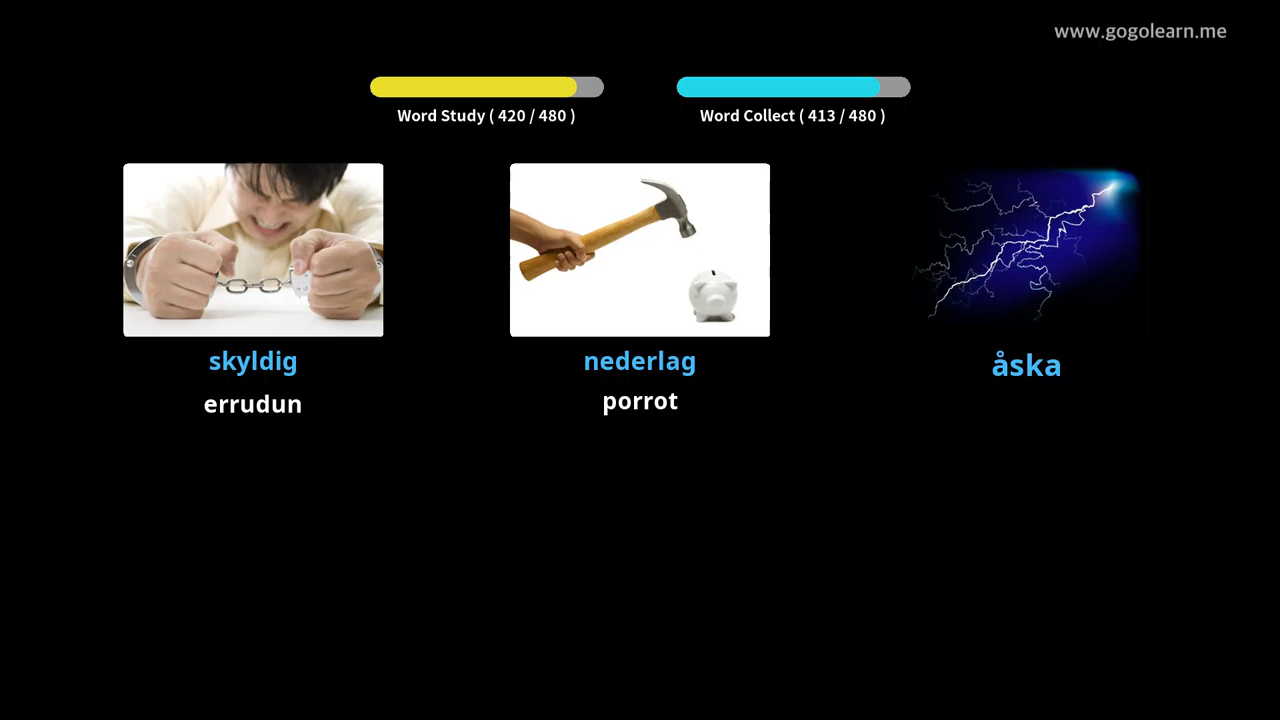 www.gogolearn.me
Word Study ( 420 / 480 )
Word Collect ( 413 / 480 )
skyldig
nederlag
åska
errudun
porrot